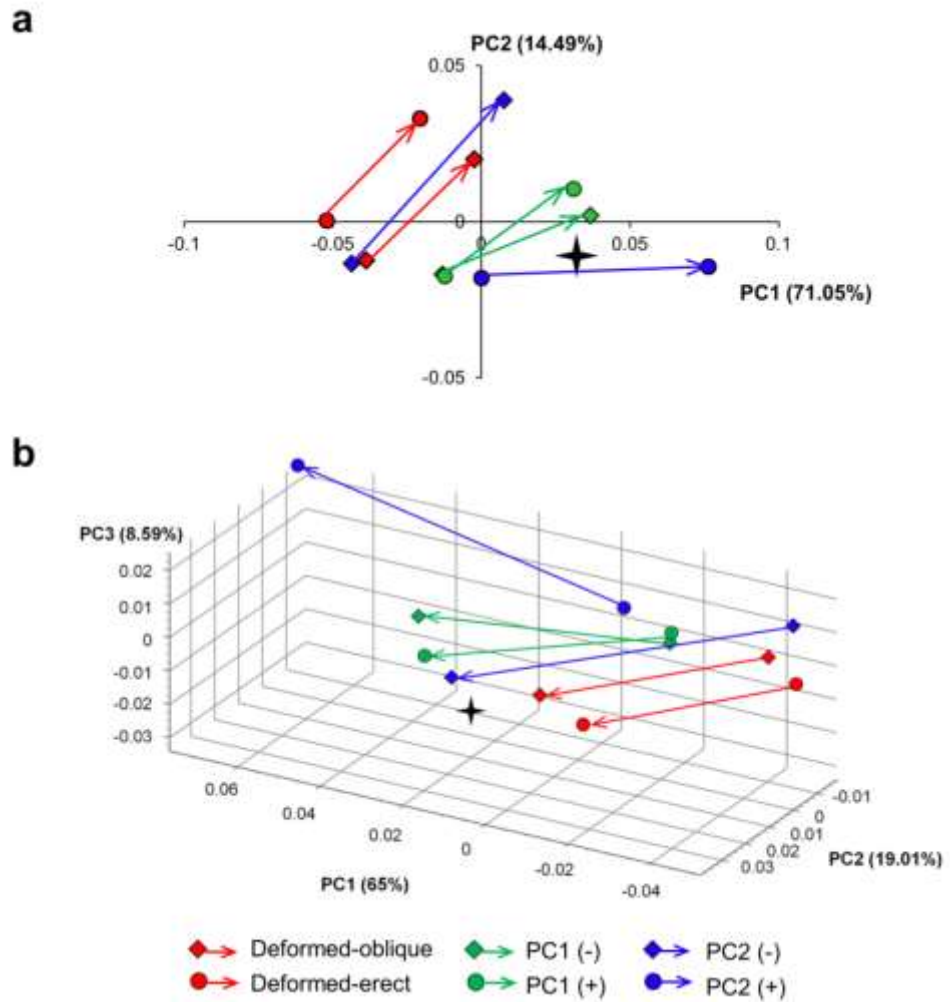 a
PC2 (14.49%)
0.05
0
-0.1
-0.05
0
0.05
0.1
PC1 (71.05%)
-0.05
b
PC3 (8.59%)
0.02
0.01
0
-0.01
-0.02
-0.03
0.06
0.04
0.02
0
-0.02
-0.04
-0.01
0
0.01
0.02
0.03
PC2 (19.01%)
PC1 (65%)
Deformed-oblique PC1 (-) PC2 (-)
Deformed-erect PC1 (+) PC2 (+)